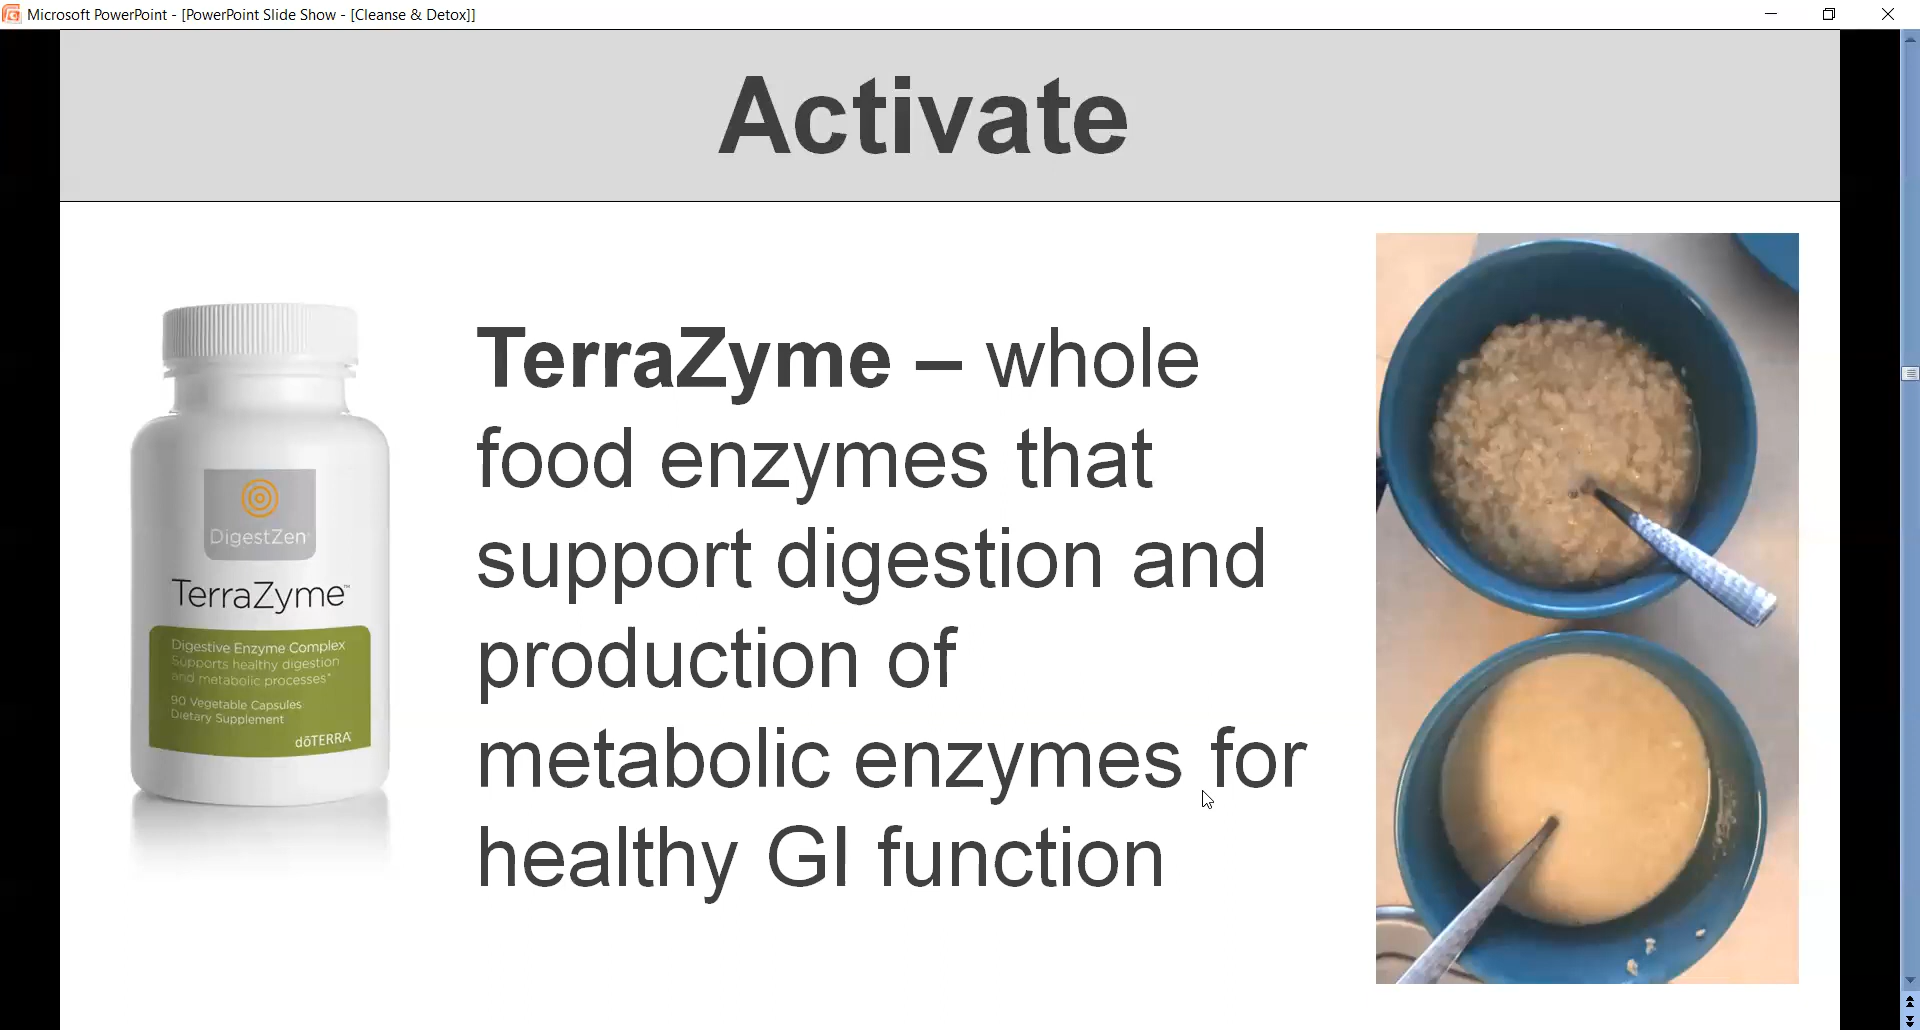 Microsoft PowerPoint - [PowerPoint Slide Show - [Cleanse & Detox]]
Activate
TerraZyme – whole
food enzymes that
support digestion and
production of
metabolic enzymes for
healthy GI function
DigestZen
TerraZyme™
Digestive Enzyme Complex
Supports healthy digestion
and metabolic processes*
90 Vegetable Capsules
Dietary Supplement
dōTERRA